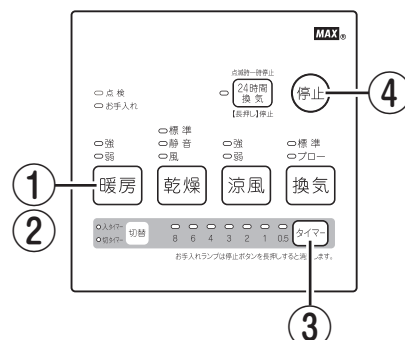 MAX®
点滅時一時停止
24時間
換気
【長押し】停止
停止
④
点検
お手入れ
強
弱
標準
静音
風
強
弱
標準
ブロー
①
②
暖房
乾燥
涼風
換気
入タイマー
切タイマー
切替
8 6 4 3 2 1 0.5
タイマー
お手入れランプは停止ボタンを長押しすると消灯します。
③